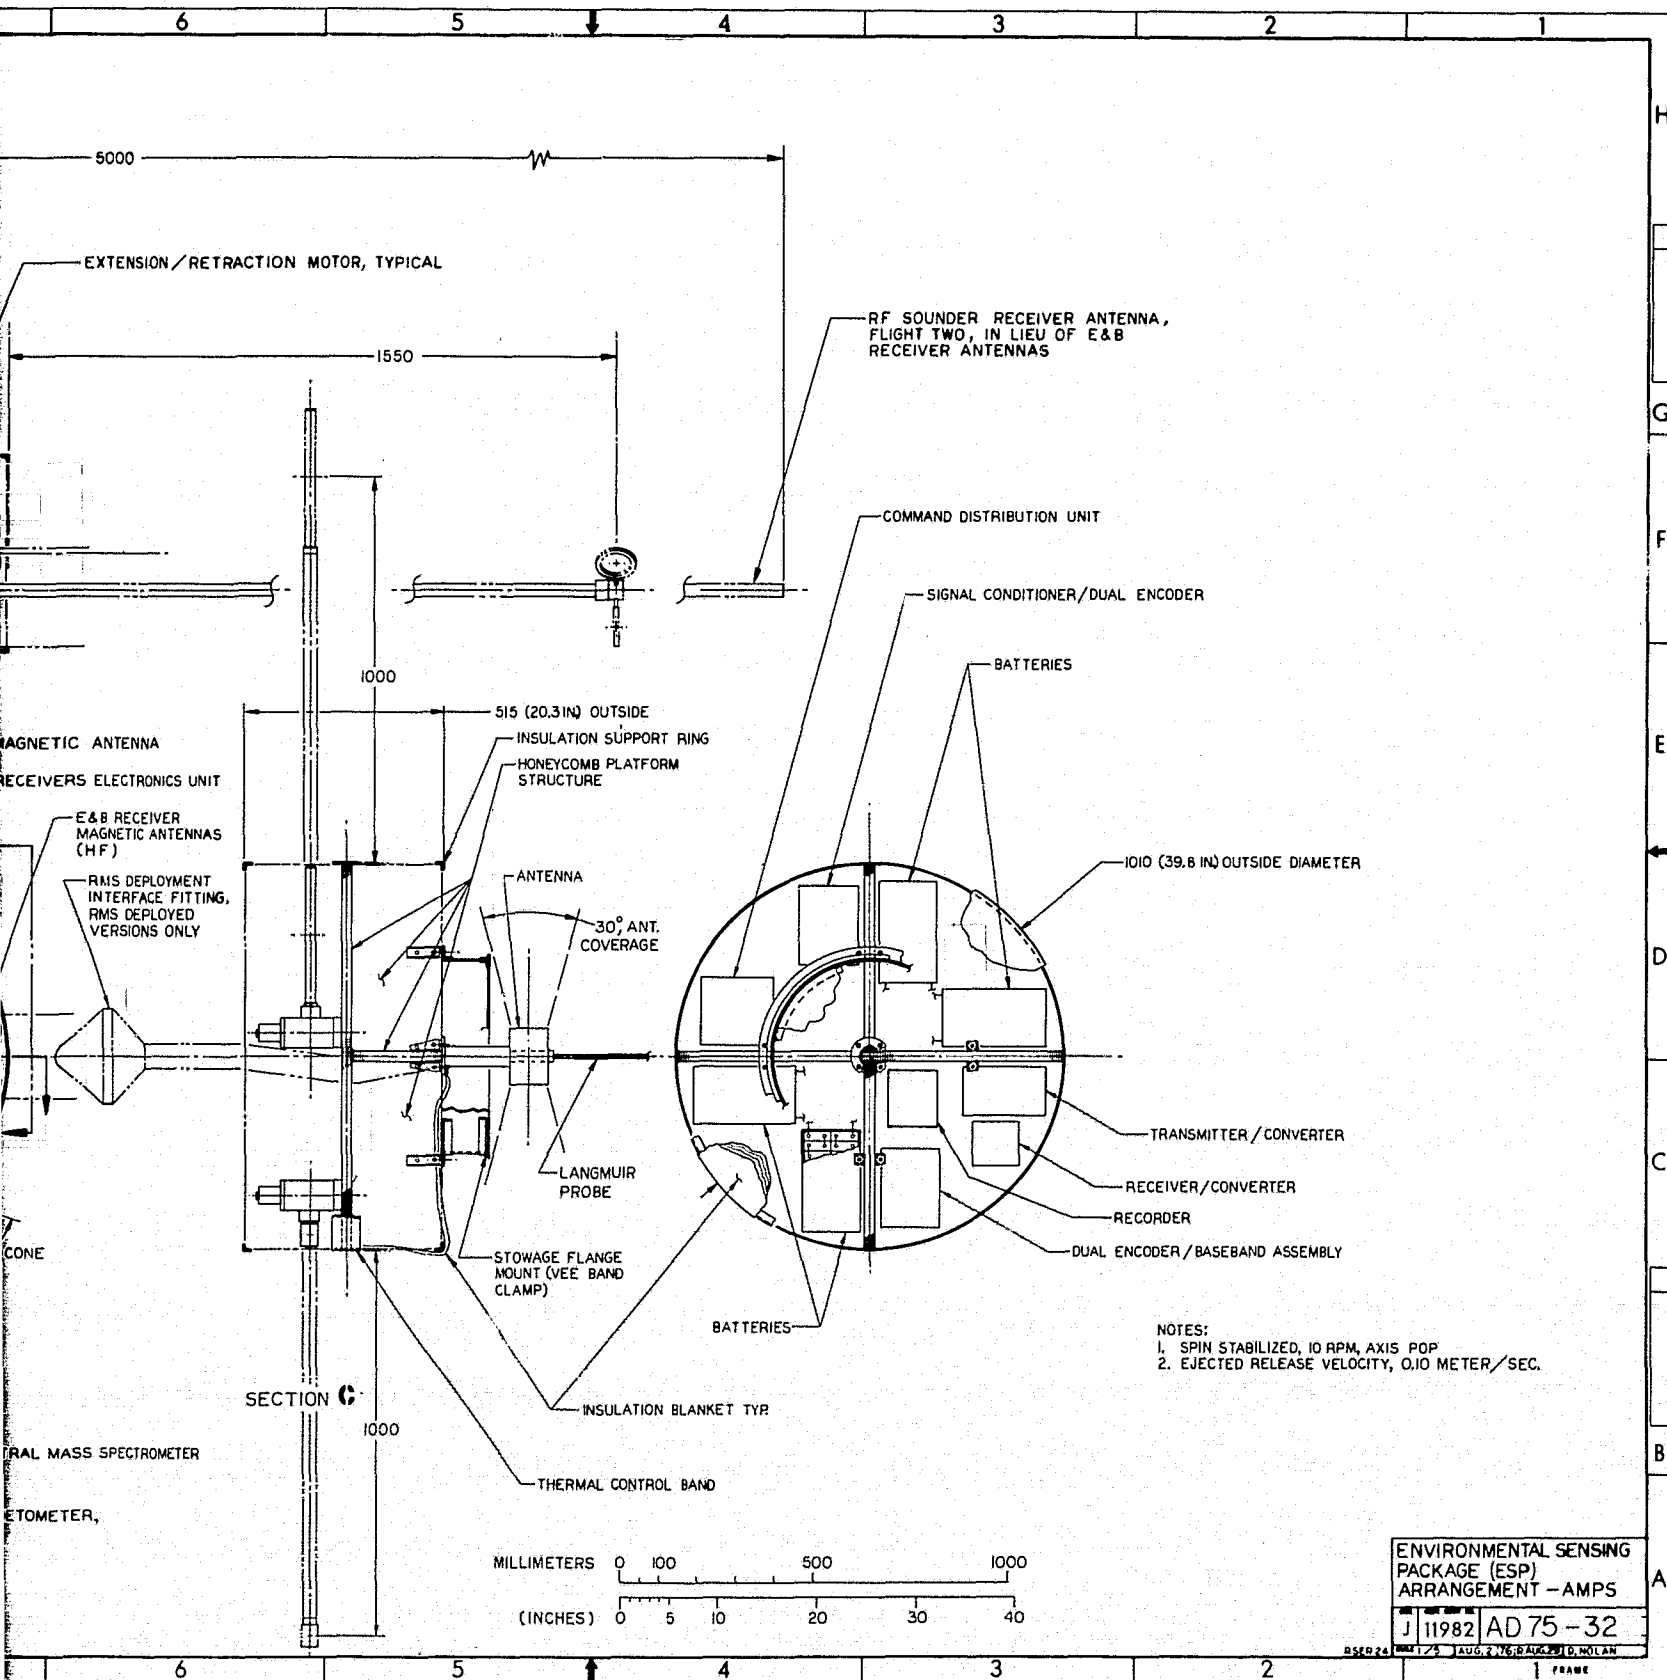 6 5 4 3 2 1
H
5000
EXTENSION/RETRACTION MOTOR, TYPICAL
RF SOUNDER RECEIVER ANTENNA,
FLIGHT TWO, IN LIEU OF E&B
RECEIVER ANTENNAS
1550
G
COMMAND DISTRIBUTION UNIT
F
SIGNAL CONDITIONER/DUAL ENCODER
BATTERIES
1000
515 (20.3 IN) OUTSIDE
INSULATION SUPPORT RING
HONEYCOMB PLATFORM
STRUCTURE
E
AGNETIC ANTENNA
RECEIVERS ELECTRONICS UNIT
E&B RECEIVER
MAGNETIC ANTENNAS
(HF)
RMS DEPLOYMENT
INTERFACE FITTING,
RMS DEPLOYED
VERSIONS ONLY
ANTENNA
30°, ANT.
COVERAGE
1010 (39.8 IN) OUTSIDE DIAMETER
D
TRANSMITTER/CONVERTER
C
LANGMUIR
PROBE
RECEIVER/CONVERTER
RECORDER
DUAL ENCODER/BASEBAND ASSEMBLY
CONE
STOWAGE FLANGE
MOUNT (VEE BAND
CLAMP)
BATTERIES
NOTES:
1. SPIN STABILIZED, 10 RPM, AXIS POP
2. EJECTED RELEASE VELOCITY, 0.10 METER/SEC.
SECTION C
INSULATION BLANKET TYP.
1000
RAL MASS SPECTROMETER
B
THERMAL CONTROL BAND
ETOMETER,
MILLIMETERS 0 100 500 1000
(INCHES) 0 5 10 20 30 40
ENVIRONMENTAL SENSING
PACKAGE (ESP)
ARRANGEMENT - AMPS
A
J 11982 AD 75-32
1/5 AUG. 2, 76 D. NOLAN
6 5 4 3 2 1
FRAME